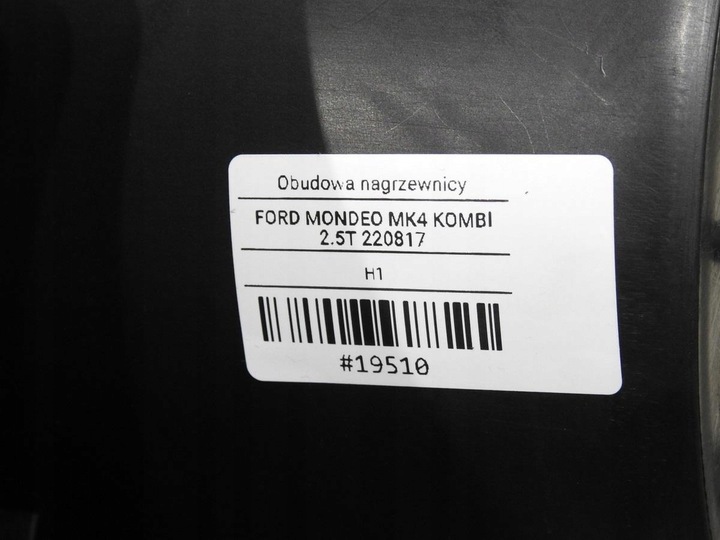 Obudowa nagrzewnicy
FORD MONDEO MK4 KOMBI
2.5T 220817
H1
#19510